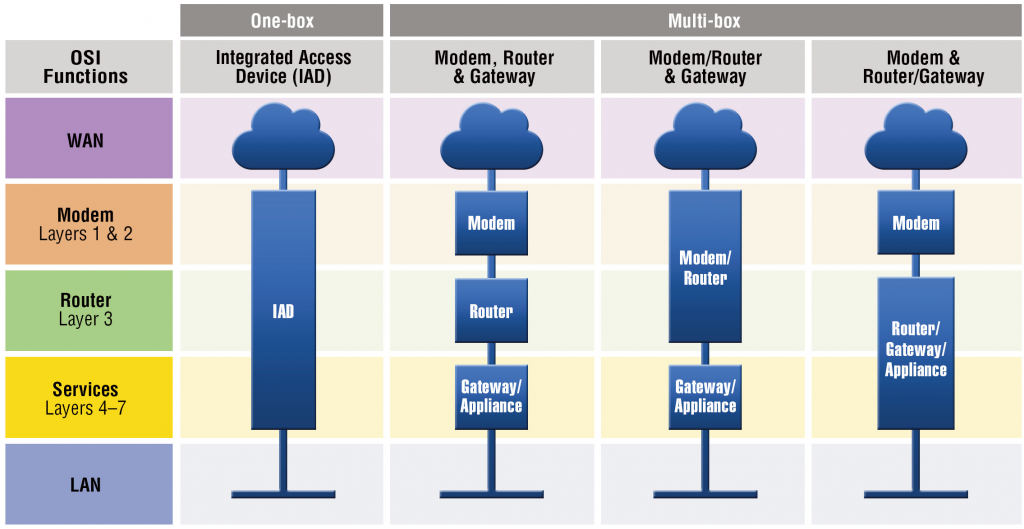 One-box
Multi-box
OSI
Functions
Integrated Access
Device (IAD)
Modem, Router
& Gateway
Modem/Router
& Gateway
Modem &
Router/Gateway
WAN
Modem
Layers 1 & 2
Modem
Modem/
Router
Modem
Router
Layer 3
IAD
Router
Router/
Gateway/
Appliance
Services
Layers 4–7
Gateway/
Appliance
Gateway/
Appliance
LAN